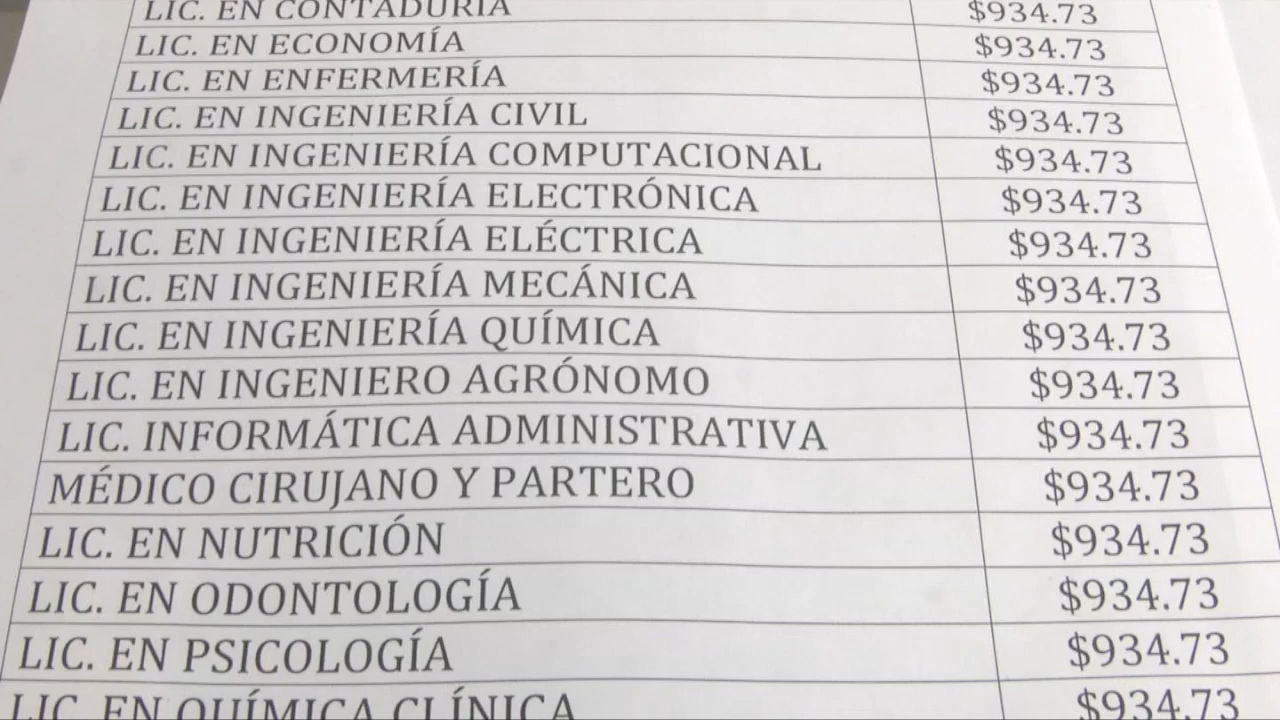 LIC. EN CONTADURÍA $934.73
LIC. EN ECONOMÍA $934.73
LIC. EN ENFERMERÍA $934.73
LIC. EN INGENIERÍA CIVIL $934.73
LIC. EN INGENIERÍA COMPUTACIONAL $934.73
LIC. EN INGENIERÍA ELECTRÓNICA $934.73
LIC. EN INGENIERÍA ELÉCTRICA $934.73
LIC. EN INGENIERÍA MECÁNICA $934.73
LIC. EN INGENIERÍA QUÍMICA $934.73
LIC. EN INGENIERO AGRÓNOMO $934.73
LIC. INFORMÁTICA ADMINISTRATIVA $934.73
MÉDICO CIRUJANO Y PARTERO $934.73
LIC. EN NUTRICIÓN $934.73
LIC. EN ODONTOLOGÍA $934.73
LIC. EN PSICOLOGÍA $934.73
LIC. EN QUÍMICA CLÍNICA $934.73